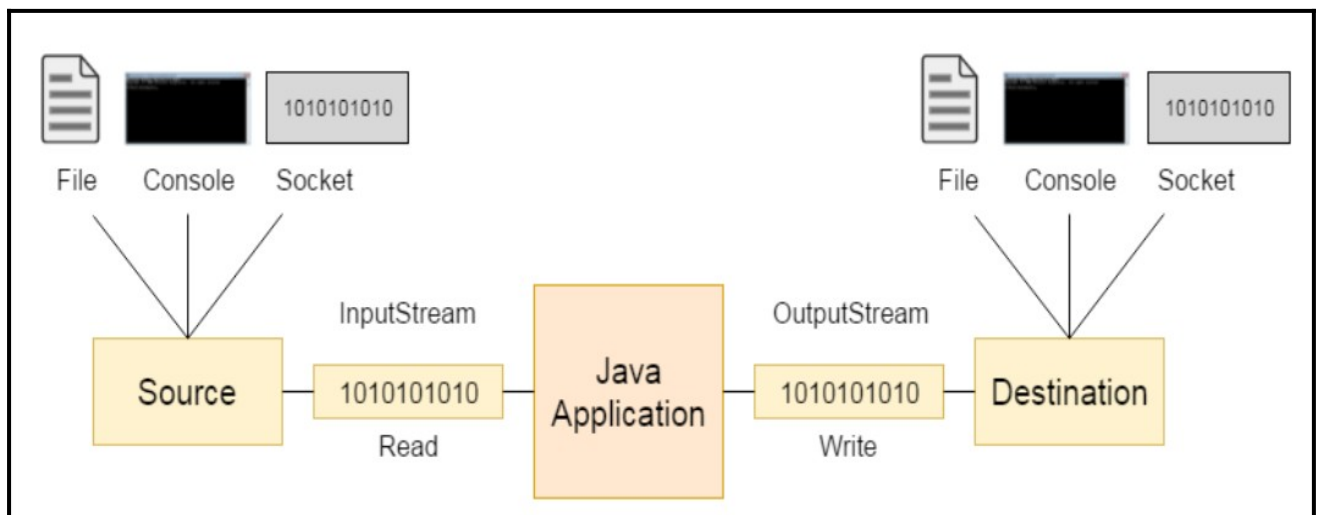 1010101010
1010101010
File Console Socket
File Console Socket
InputStream
OutputStream
Source
1010101010
Java
Application
1010101010
Destination
Read
Write